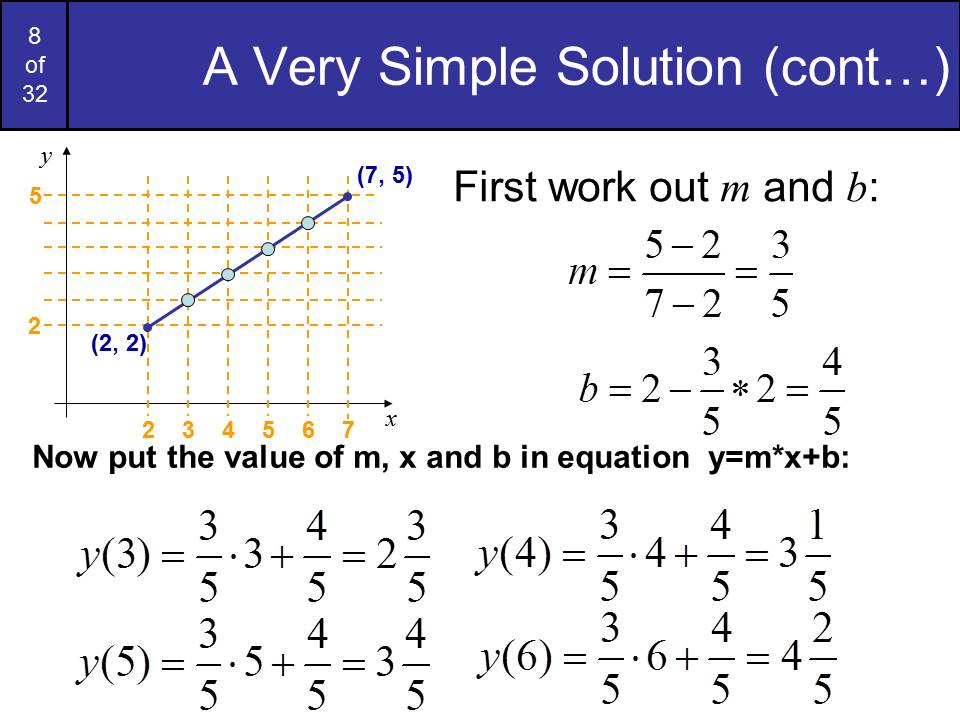 8
of
32
A Very Simple Solution (cont…)
y
5
2
(7, 5)
(2, 2)
2 3 4 5 6 7
x
First work out m and b:
m = \frac{5 − 2}{7 − 2} = \frac{3}{5}
b = 2 − \frac{3}{5} * 2 = \frac{4}{5}
Now put the value of m, x and b in equation y=m*x+b:
y(3) = \frac{3}{5} · 3 + \frac{4}{5} = 2 \frac{3}{5}
y(4) = \frac{3}{5} · 4 + \frac{4}{5} = 3 \frac{1}{5}
y(5) = \frac{3}{5} · 5 + \frac{4}{5} = 3 \frac{4}{5}
y(6) = \frac{3}{5} · 6 + \frac{4}{5} = 4 \frac{2}{5}